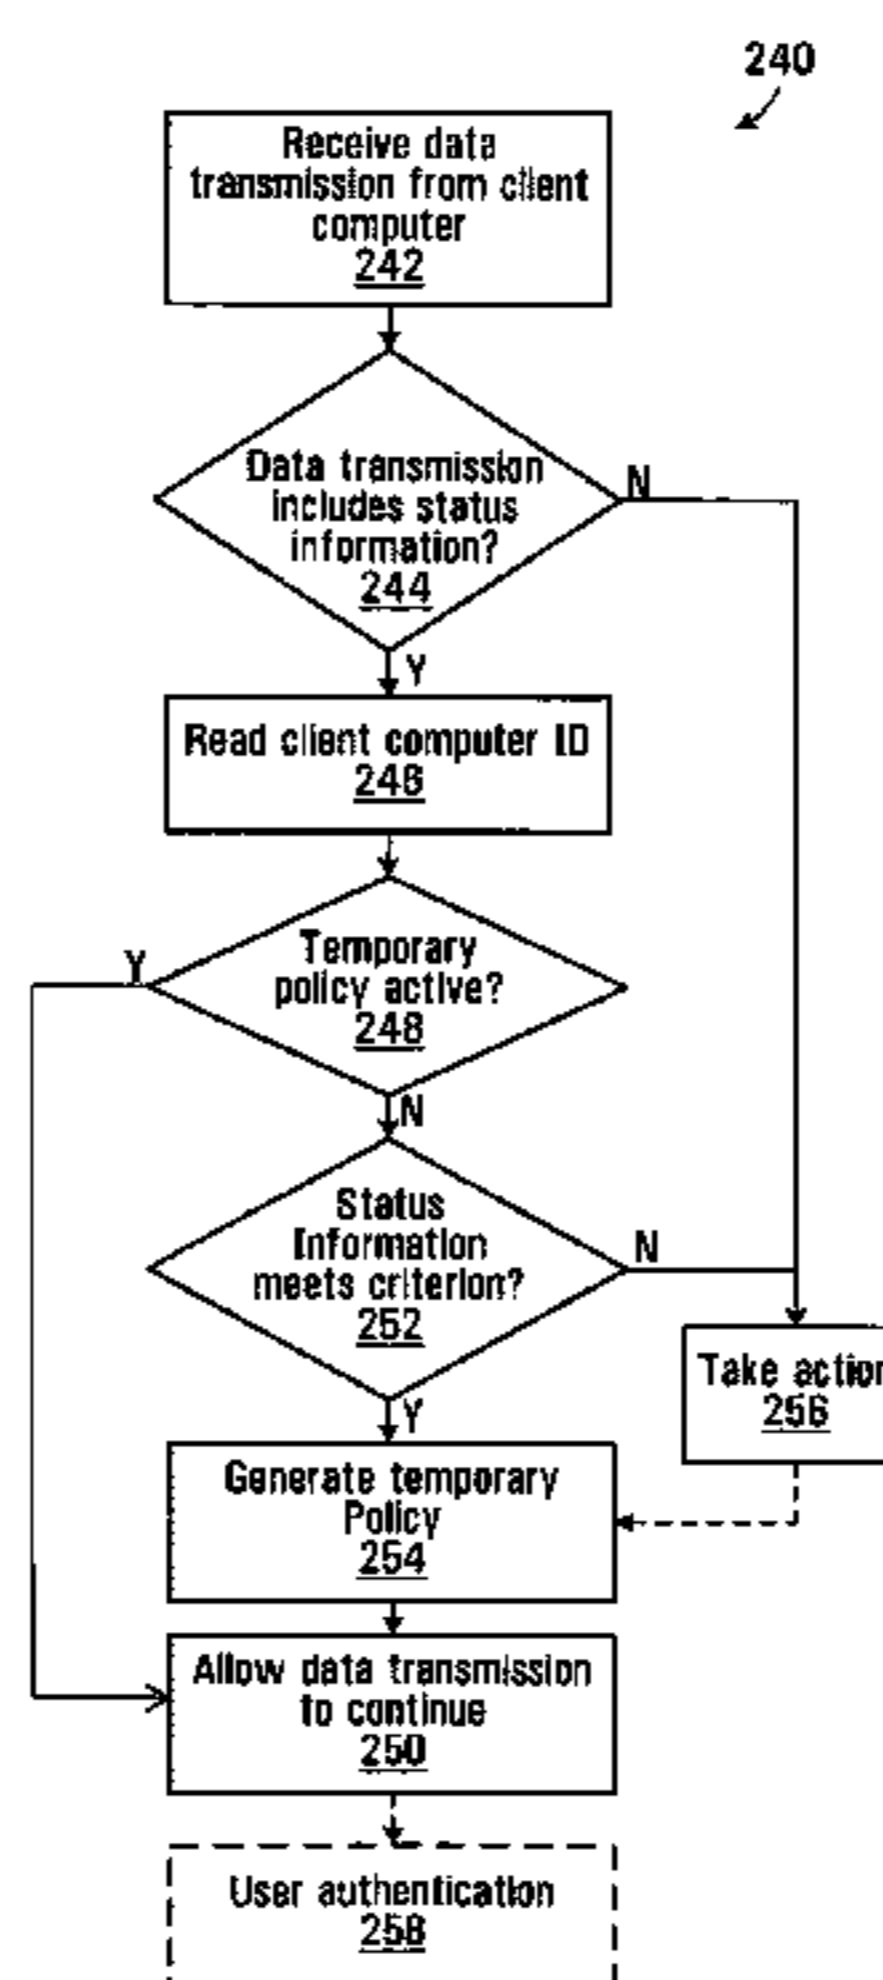 240
Receive data
transmission from client
computer
242
Data transmission
includes status
information?
244
N
Y
Read client computer ID
246
Temporary
policy active?
248
Y
N
Status
Information
meets criterion?
252
N
Y
Take action
256
Generate temporary
Policy
254
Allow data transmission
to continue
250
User authentication
258